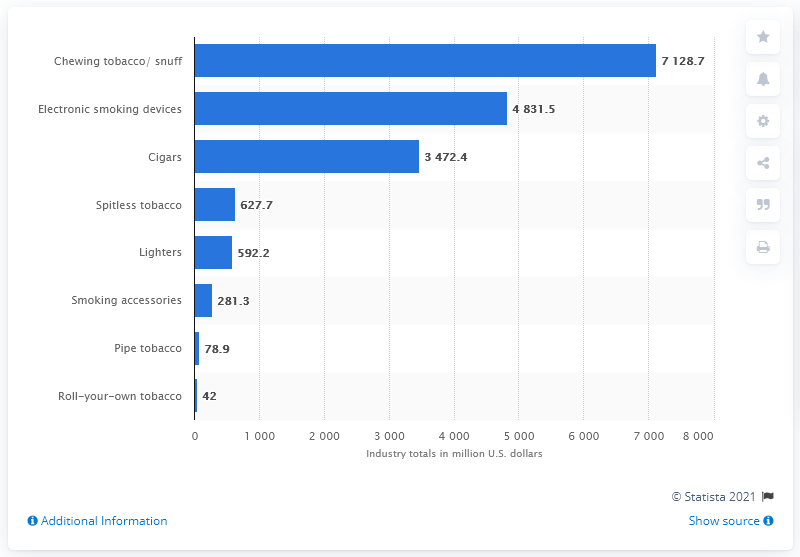 Chewing tobacco/ snuff 7 128.7
Electronic smoking devices 4 831.5
Cigars 3 472.4
Spitless tobacco 627.7
Lighters 592.2
Smoking accessories 281.3
Pipe tobacco 78.9
Roll-your-own tobacco 42
0 1 000 2 000 3 000 4 000 5 000 6 000 7 000 8 000
Industry totals in million U.S. dollars
© Statista 2021
Additional Information Show source